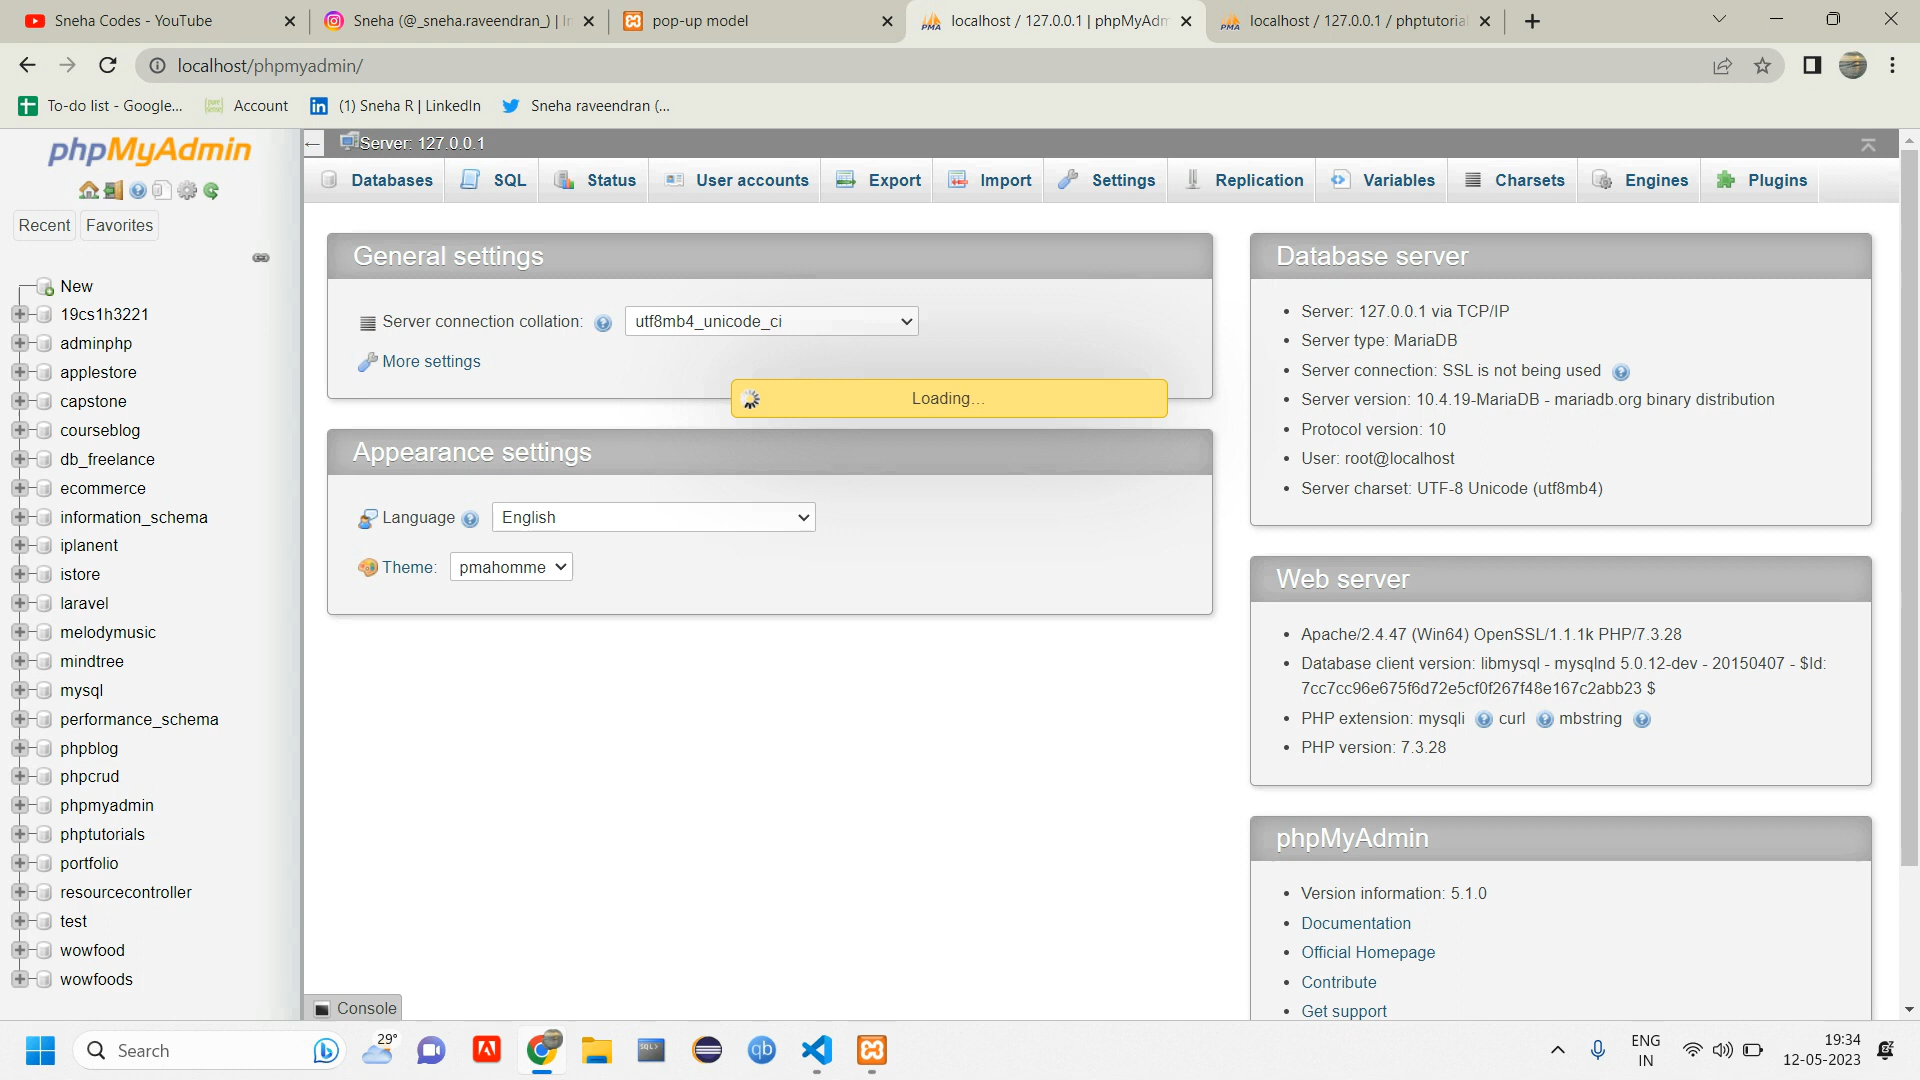 Sneha Codes - YouTube
Sneha (@_sneha.raveendran_) | In
pop-up model
localhost / 127.0.0.1 | phpMyAdm
localhost / 127.0.0.1 / phptutorial
localhost/phpmyadmin/
To-do list - Google...
Account
(1) Sneha R | LinkedIn
Sneha raveendran (...
phpMyAdmin
Recent
Favorites
New
19cs1h3221
adminphp
applestore
capstone
courseblog
db_freelance
ecommerce
information_schema
iplanent
istore
laravel
melodymusic
mindtree
mysql
performance_schema
phpblog
phpcrud
phpmyadmin
phptutorials
portfolio
resourcecontroller
test
wowfood
wowfoods
Server: 127.0.0.1
Databases
SQL
Status
User accounts
Export
Import
Settings
Replication
Variables
Charsets
Engines
Plugins
General settings
Server connection collation:
utf8mb4_unicode_ci
More settings
Loading...
Appearance settings
Language
English
Theme:
pmahomme
Database server
Server: 127.0.0.1 via TCP/IP
Server type: MariaDB
Server connection: SSL is not being used
Server version: 10.4.19-MariaDB - mariadb.org binary distribution
Protocol version: 10
User: root@localhost
Server charset: UTF-8 Unicode (utf8mb4)
Web server
Apache/2.4.47 (Win64) OpenSSL/1.1.1k PHP/7.3.28
Database client version: libmysql - mysqlnd 5.0.12-dev - 20150407 - $Id:
7cc7cc96e675f6d72e5cf0f267f48e167c2abb23 $
PHP extension: mysqli curl mbstring
PHP version: 7.3.28
phpMyAdmin
Version information: 5.1.0
Documentation
Official Homepage
Contribute
Get support
Console
Search
29°
ENG
IN
19:34
12-05-2023